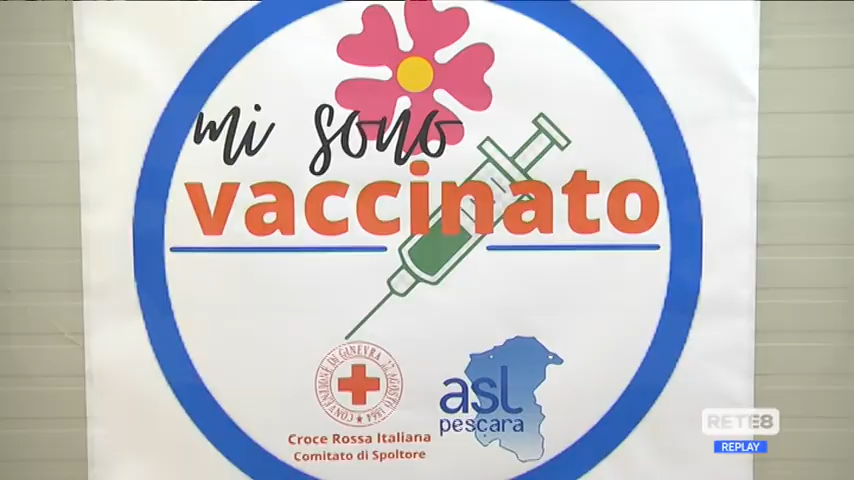 mi sono
vaccinato
CONVENZIONE DI GINEVRA 22 AGOSTO 1864
Croce Rossa Italiana
Comitato di Spoltore
asl
pescara
RETE8
REPLAY